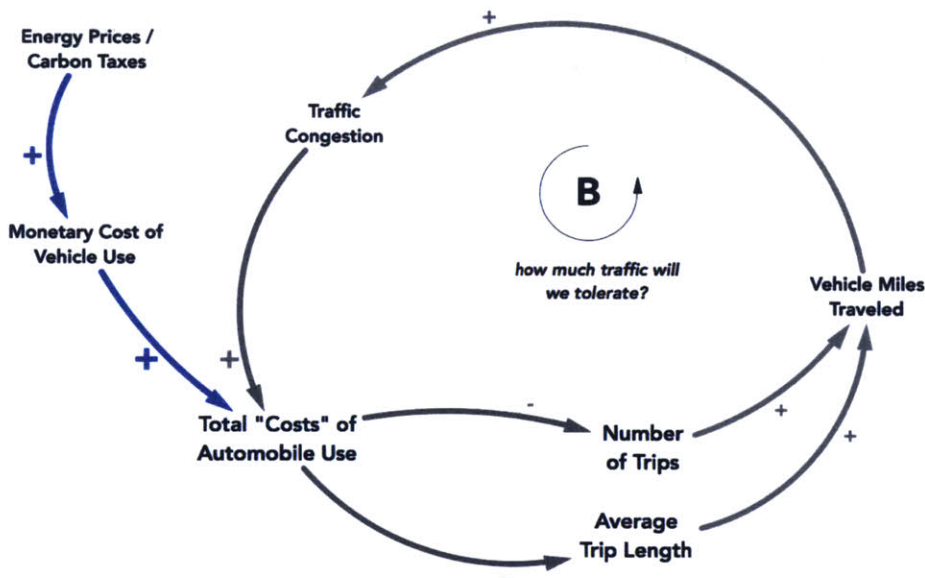 +
Energy Prices /
Carbon Taxes
Traffic
Congestion
+
B
Monetary Cost of
Vehicle Use
how much traffic will
we tolerate?
Vehicle Miles
Traveled
+
+
Total "Costs" of
Automobile Use
-
+
Number
of Trips
+
Average
Trip Length